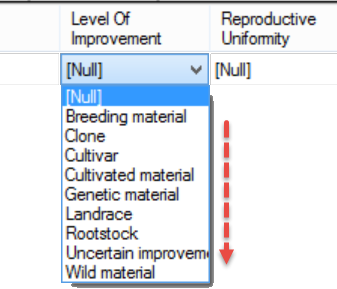 Level Of Reproductive
Improvement Uniformity
[Null] [Null]
[Null]
Breeding material
Clone
Cultivar
Cultivated material
Genetic material
Landrace
Rootstock
Uncertain improveme
Wild material